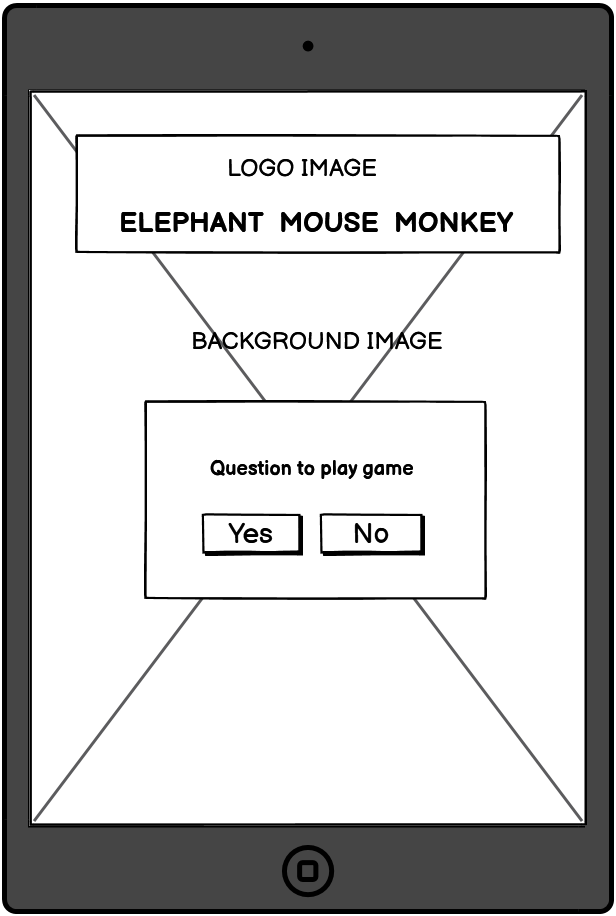 LOGO IMAGE
ELEPHANT MOUSE MONKEY
BACKGROUND IMAGE
Question to play game
Yes No